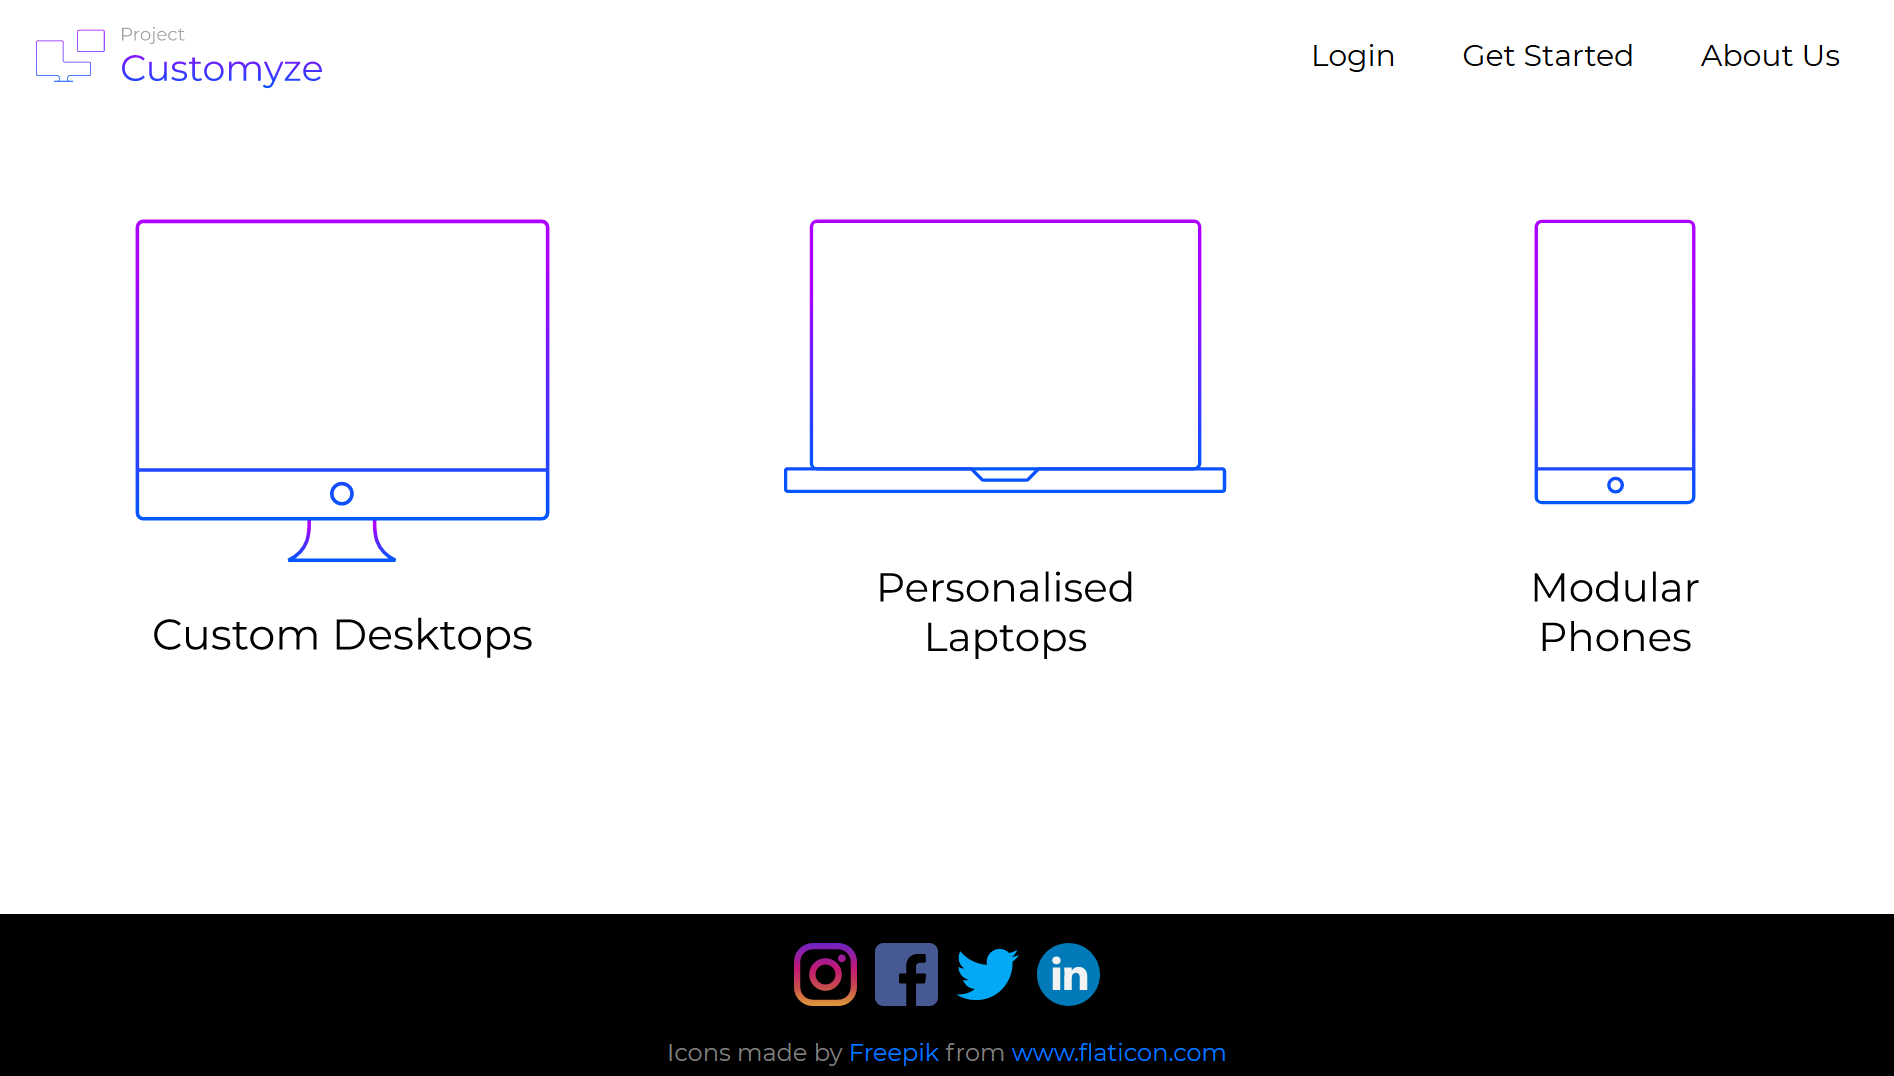 Project
Customyze
Login
Get Started
About Us
Custom Desktops
Personalised
Laptops
Modular
Phones
in
Icons made by Freepik from www.flaticon.com